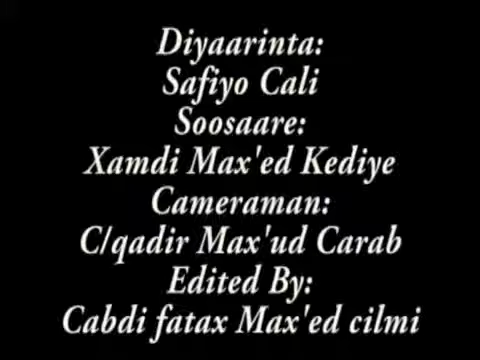 Diyaarinta:
Safiyo Cali
Soosaare:
Xamdi Max'ed Kediye
Cameraman:
C/qadir Max'ud Carab
Edited By:
Cabdi fatax Max'ed cilmi